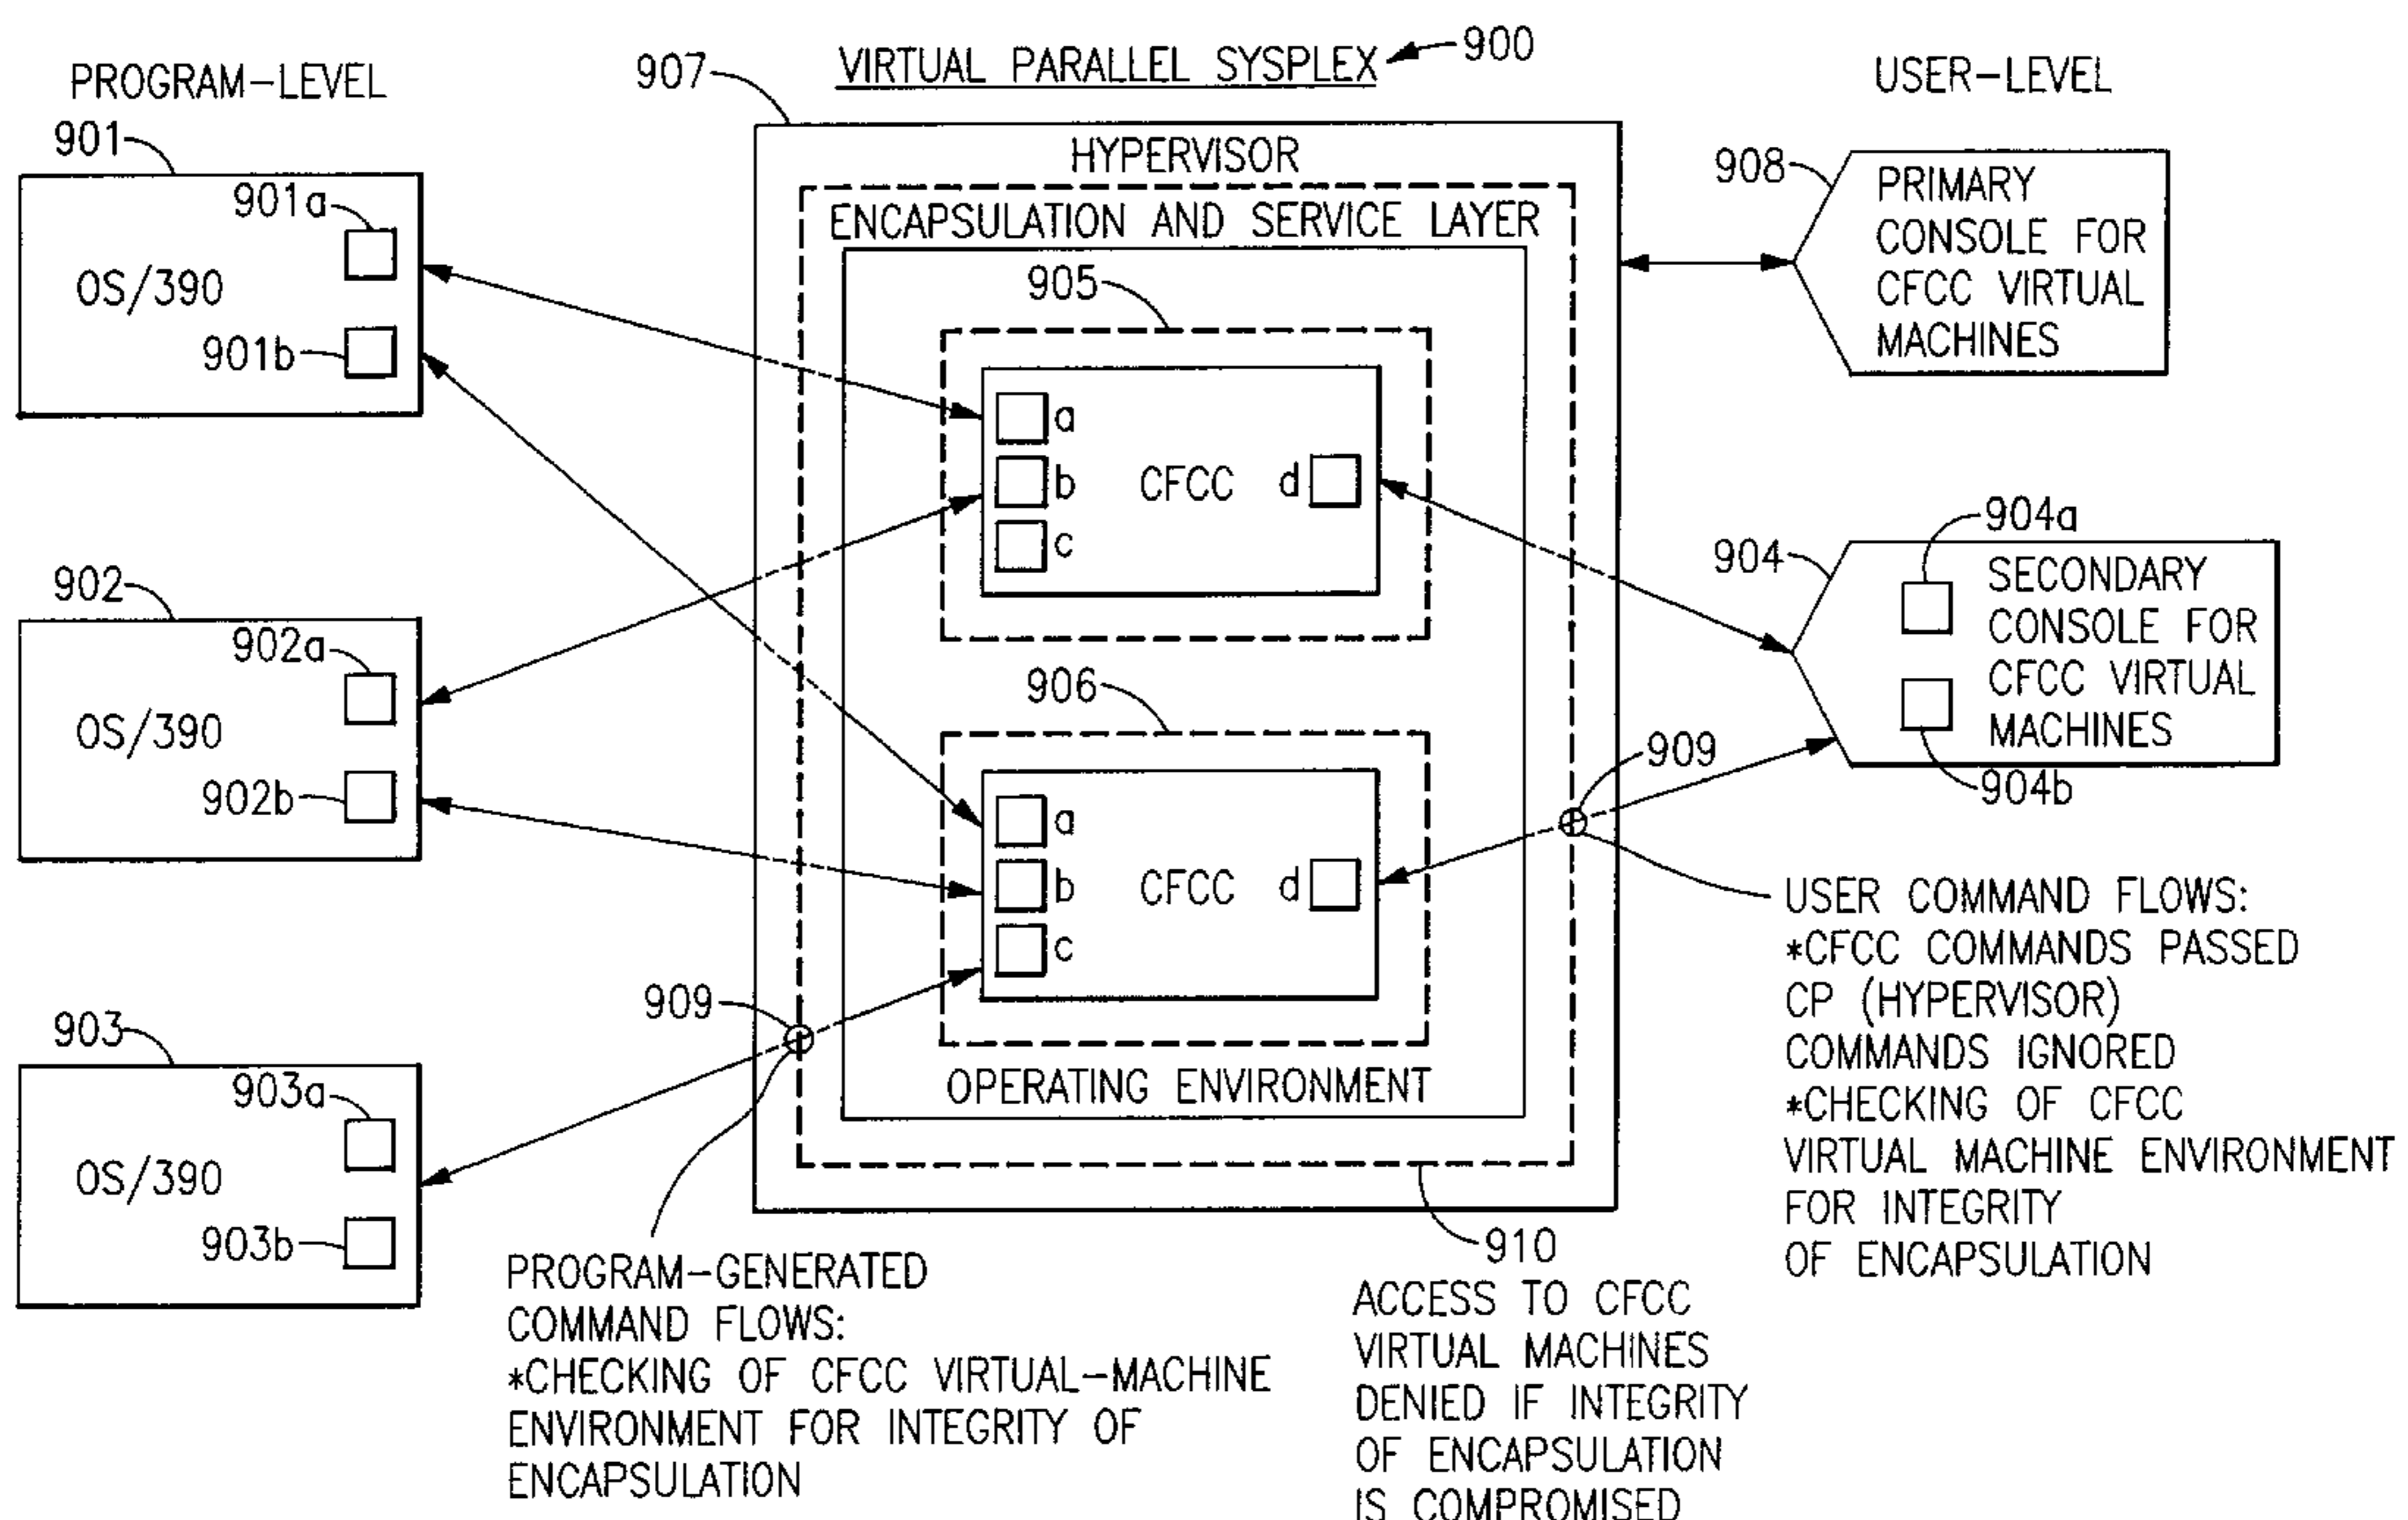 VIRTUAL PARALLEL SYSPLEX
900
PROGRAM-LEVEL
907
USER-LEVEL
901
901a
OS/390
901b
902
902a
OS/390
902b
903
903a
OS/390
903b
HYPERVISOR
ENCAPSULATION AND SERVICE LAYER
905
a
b
c
CFCC
d
906
a
b
c
CFCC
d
OPERATING ENVIRONMENT
908
PRIMARY
CONSOLE FOR
CFCC VIRTUAL
MACHINES
904
904a
SECONDARY
CONSOLE FOR
CFCC VIRTUAL
MACHINES
904b
909
USER COMMAND FLOWS:
*CFCC COMMANDS PASSED
CP (HYPERVISOR)
COMMANDS IGNORED
*CHECKING OF CFCC
VIRTUAL MACHINE ENVIRONMENT
FOR INTEGRITY
OF ENCAPSULATION
909
PROGRAM-GENERATED
COMMAND FLOWS:
*CHECKING OF CFCC VIRTUAL-MACHINE
ENVIRONMENT FOR INTEGRITY OF
ENCAPSULATION
910
ACCESS TO CFCC
VIRTUAL MACHINES
DENIED IF INTEGRITY
OF ENCAPSULATION
IS COMPROMISED